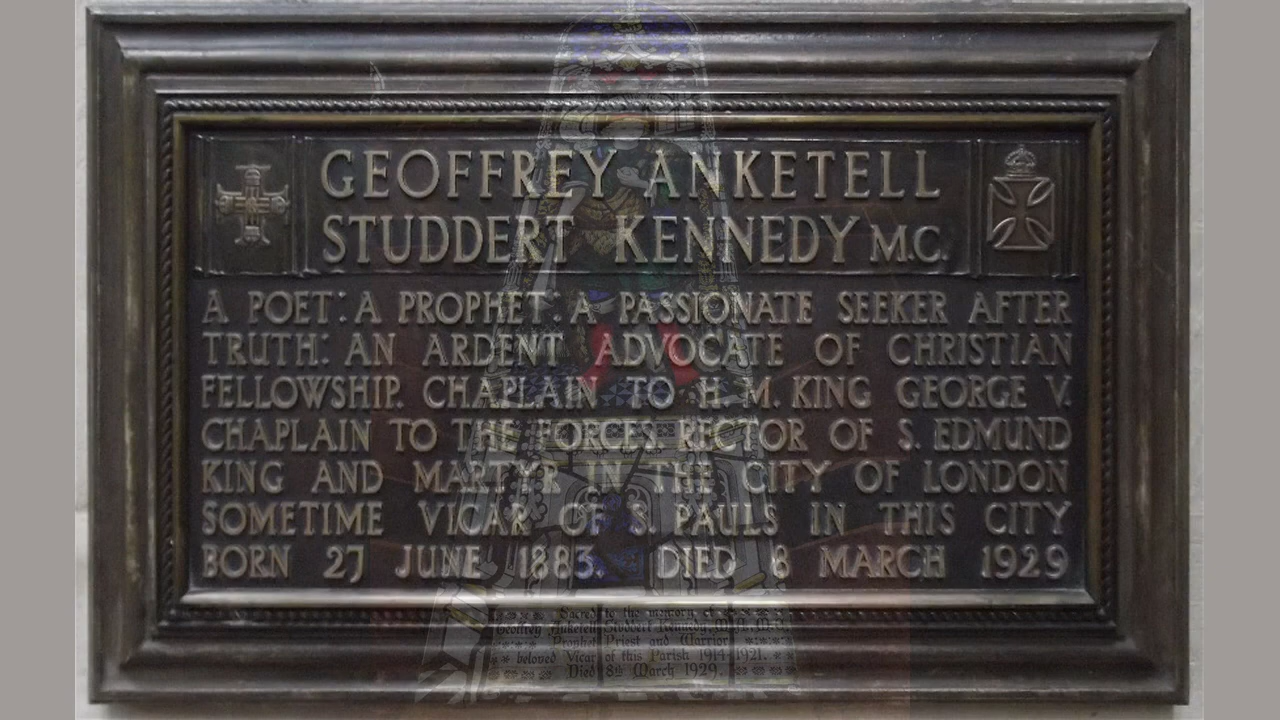 GEOFFREY ANKETELL
STUDDERT KENNEDY M.C.
A POET: A PROPHET: A PASSIONATE SEEKER AFTER
TRUTH: AN ARDENT ADVOCATE OF CHRISTIAN
FELLOWSHIP. CHAPLAIN TO H. M. KING GEORGE V.
CHAPLAIN TO THE FORCES RECTOR OF S. EDMUND
KING AND MARTYR IN THE CITY OF LONDON
SOMETIME VICAR OF S. PAULS IN THIS CITY
BORN 27 JUNE 1883. DIED 8 MARCH 1929
Sacred to the memory of
Geoffrey Anketell Studdert Kennedy, M.A. M.C.
Prophet Priest and Warrior
beloved Vicar of this Parish 1914-1921.
Died 8th March 1929.